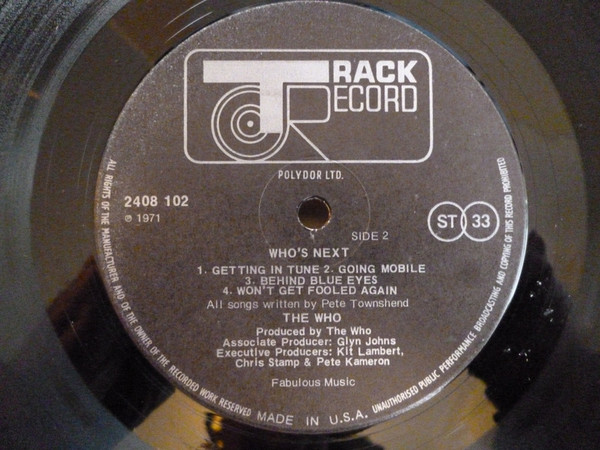 TRACK
RECORD
POLYDOR LTD.
2408 102
℗ 1971
SIDE 2
ST 33
WHO'S NEXT
1. GETTING IN TUNE 2. GOING MOBILE
3. BEHIND BLUE EYES
4. WON'T GET FOOLED AGAIN
All songs written by Pete Townshend
THE WHO
Produced by The Who
Associate Producer: Glyn Johns
Executive Producers: Kit Lambert,
Chris Stamp & Pete Kameron
Fabulous Music
ALL RIGHTS OF THE MANUFACTURER AND OF THE OWNER OF THE RECORDED WORK RESERVED
MADE IN U.S.A.
UNAUTHORISED PUBLIC PERFORMANCE BROADCASTING AND COPYING OF THIS RECORD PROHIBITED